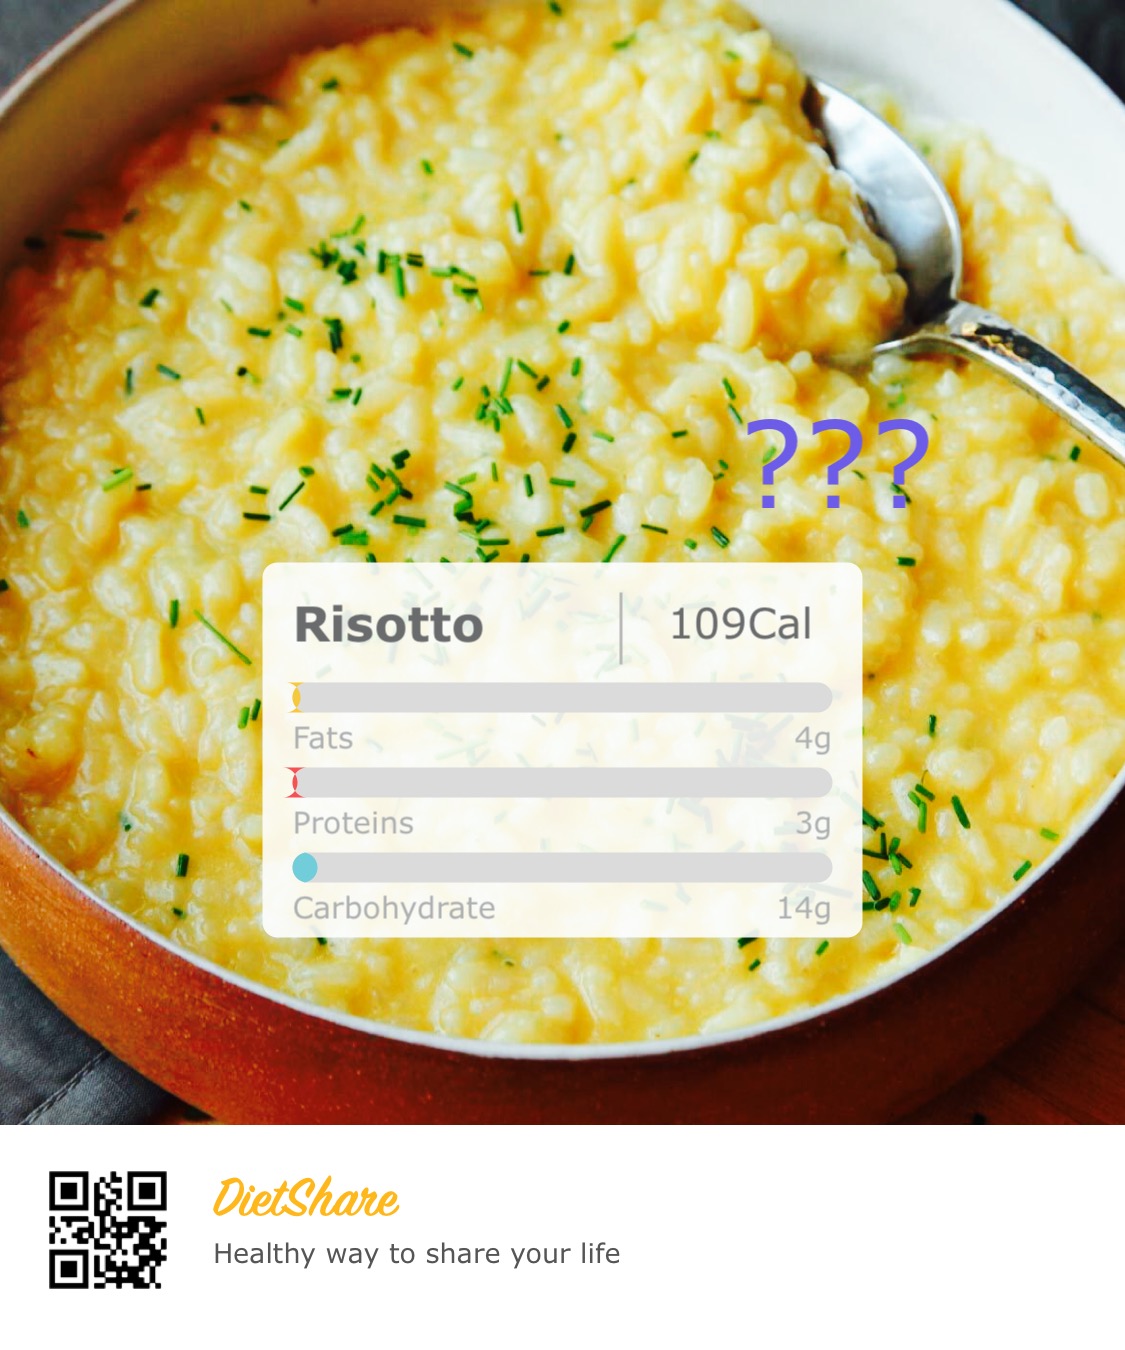 ???
Risotto
109Cal
Fats 4g
Proteins 3g
Carbohydrate 14g
DietShare
Healthy way to share your life